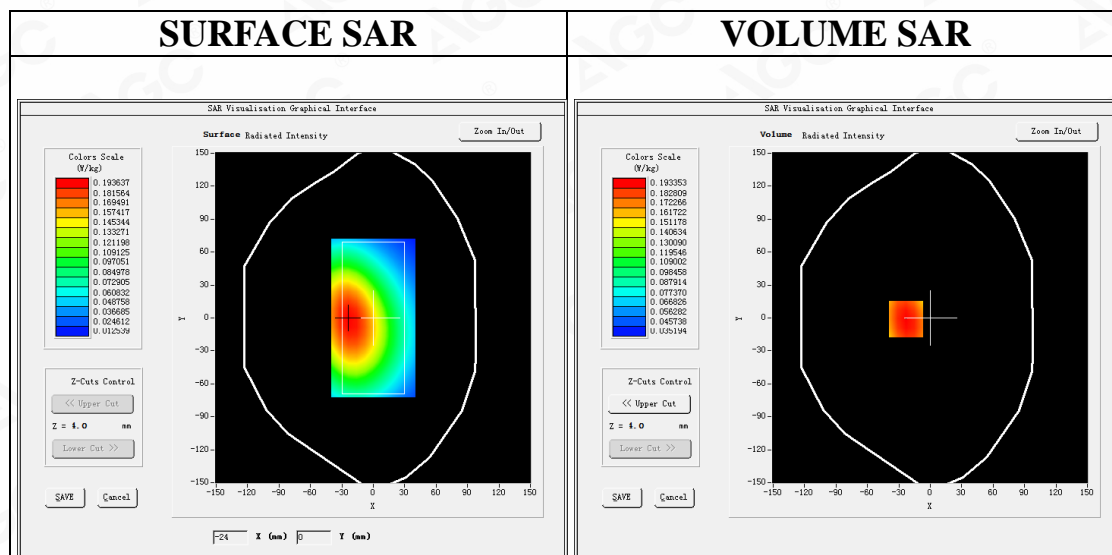 SURFACE SAR
VOLUME SAR
SAR Visualisation Graphical Interface
Surface Radiated Intensity
Zoom In/Out
Colors Scale
(W/kg)
0.193637
0.181564
0.169491
0.157417
0.145344
0.133271
0.121198
0.109125
0.097051
0.084978
0.072905
0.060832
0.048758
0.036685
0.024612
0.012539
Z-Cuts Control
<< Upper Cut
Z = 4.0 mm
Lower Cut >>
SAVE
Cancel
150
120
90
60
30
0
-30
-60
-90
-120
-150
Y
-150 -120 -90 -60 -30 0 30 60 90 120 150
X
-24 X (mm) 0 Y (mm)
SAR Visualisation Graphical Interface
Volume Radiated Intensity
Zoom In/Out
Colors Scale
(W/kg)
0.193353
0.182809
0.172266
0.161722
0.151178
0.140634
0.130090
0.119546
0.109002
0.098458
0.087914
0.077370
0.066826
0.056282
0.045738
0.035194
Z-Cuts Control
<< Upper Cut
Z = 4.0 mm
Lower Cut >>
SAVE
Cancel
150
120
90
60
30
0
-30
-60
-90
-120
-150
Y
-150 -120 -90 -60 -30 0 30 60 90 120 150
X